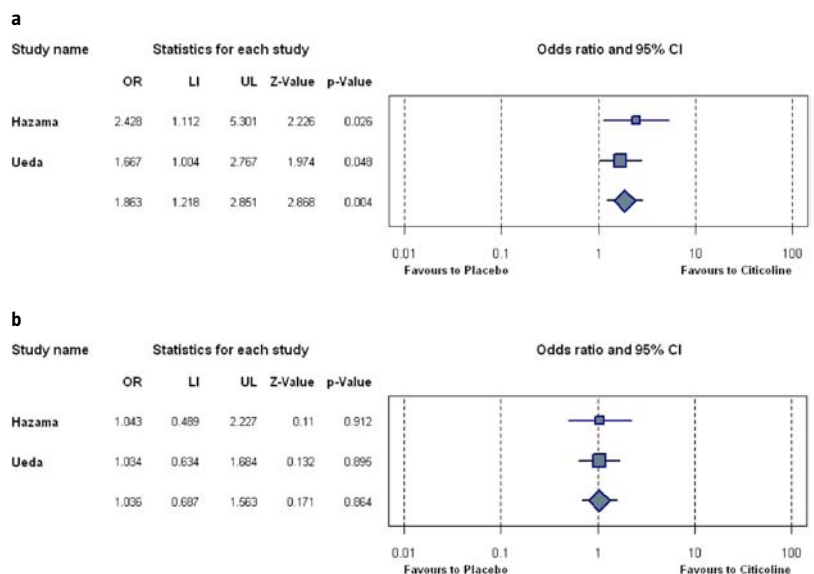 a
Study name Statistics for each study Odds ratio and 95% CI
OR LI UL Z-Value p-Value
Hazama 2.428 1.112 5.301 2.226 0.026
Ueda 1.667 1.004 2.767 1.974 0.048
1.863 1.218 2.851 2.868 0.004
0.01 0.1 1 10 100
Favours to Placebo Favours to Citicoline
b
Study name Statistics for each study Odds ratio and 95% CI
OR LI UL Z-Value p-Value
Hazama 1.043 0.489 2.227 0.11 0.912
Ueda 1.034 0.634 1.684 0.132 0.895
1.036 0.687 1.563 0.171 0.864
0.01 0.1 1 10 100
Favours to Placebo Favours to Citicoline